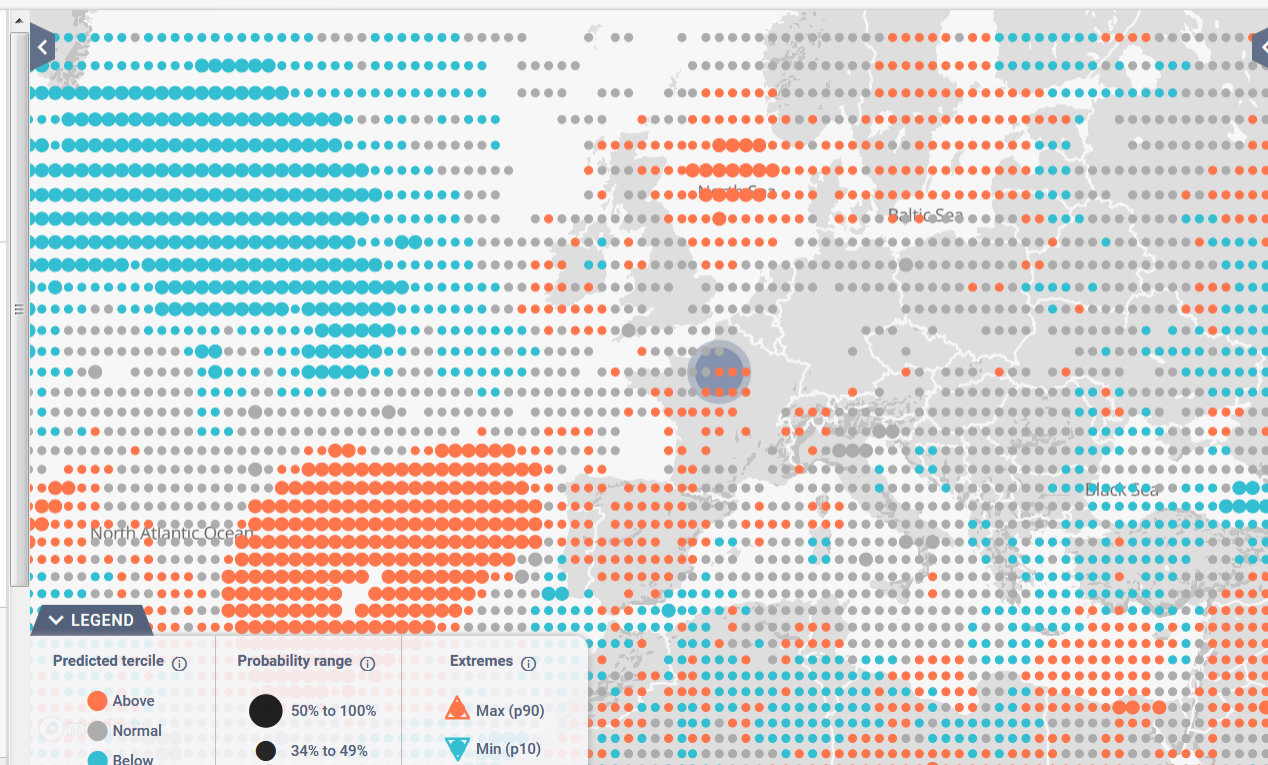 North Sea
Baltic Sea
Black Sea
North Atlantic Ocean
LEGEND
Predicted tercile
Probability range
Extremes
Above
50% to 100%
Max (p90)
Normal
34% to 49%
Min (p10)
Below